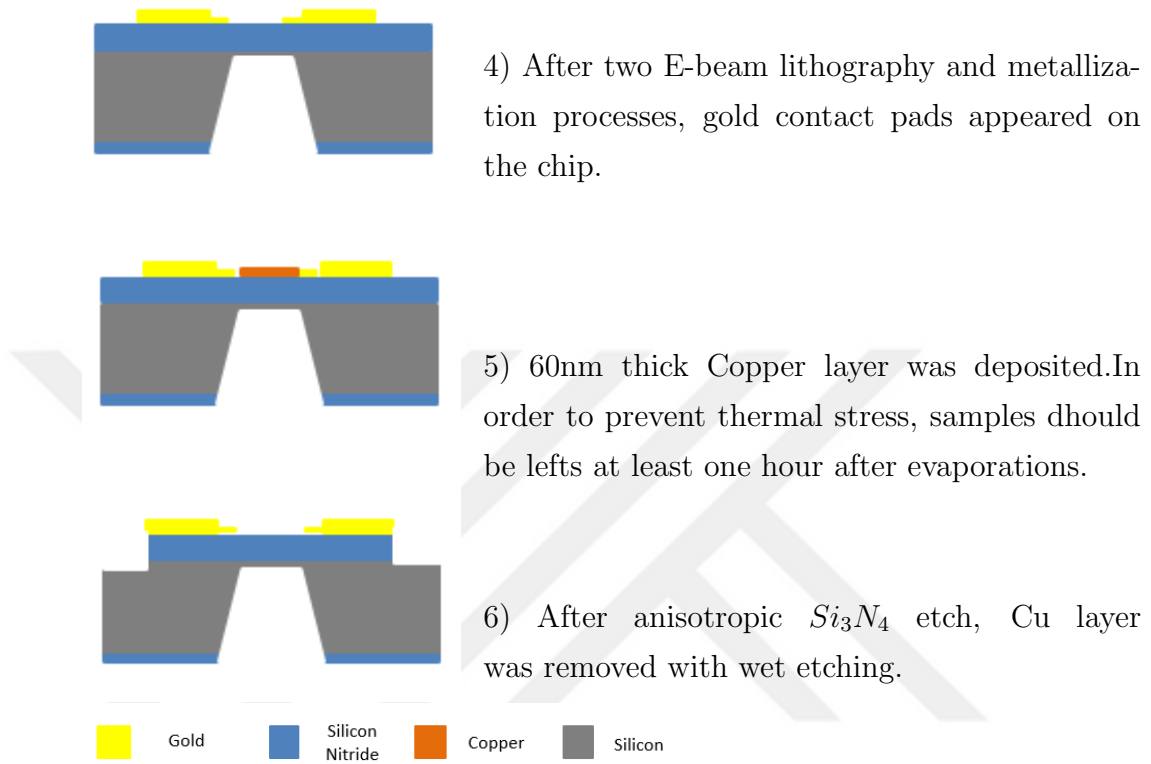 4) After two E-beam lithography and metalliza-
tion processes, gold contact pads appeared on
the chip.
5) 60nm thick Copper layer was deposited.In
order to prevent thermal stress, samples dhould
be lefts at least one hour after evaporations.
6) After anisotropic Si₃N₄ etch, Cu layer
was removed with wet etching.
Gold
Silicon
Nitride
Copper
Silicon